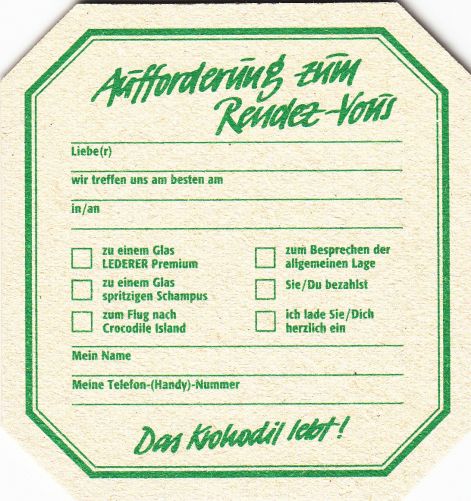 Aufforderung zum
Rendez-Vous
Liebe(r)
wir treffen uns am besten am
in/an
zu einem Glas
LEDERER Premium
zu einem Glas
spritzigen Schampus
zum Flug nach
Crocodile Island
zum Besprechen der
allgemeinen Lage
Sie/Du bezahlst
ich lade Sie/Dich
herzlich ein
Mein Name
Meine Telefon-(Handy)-Nummer
Das Krokodil lebt!